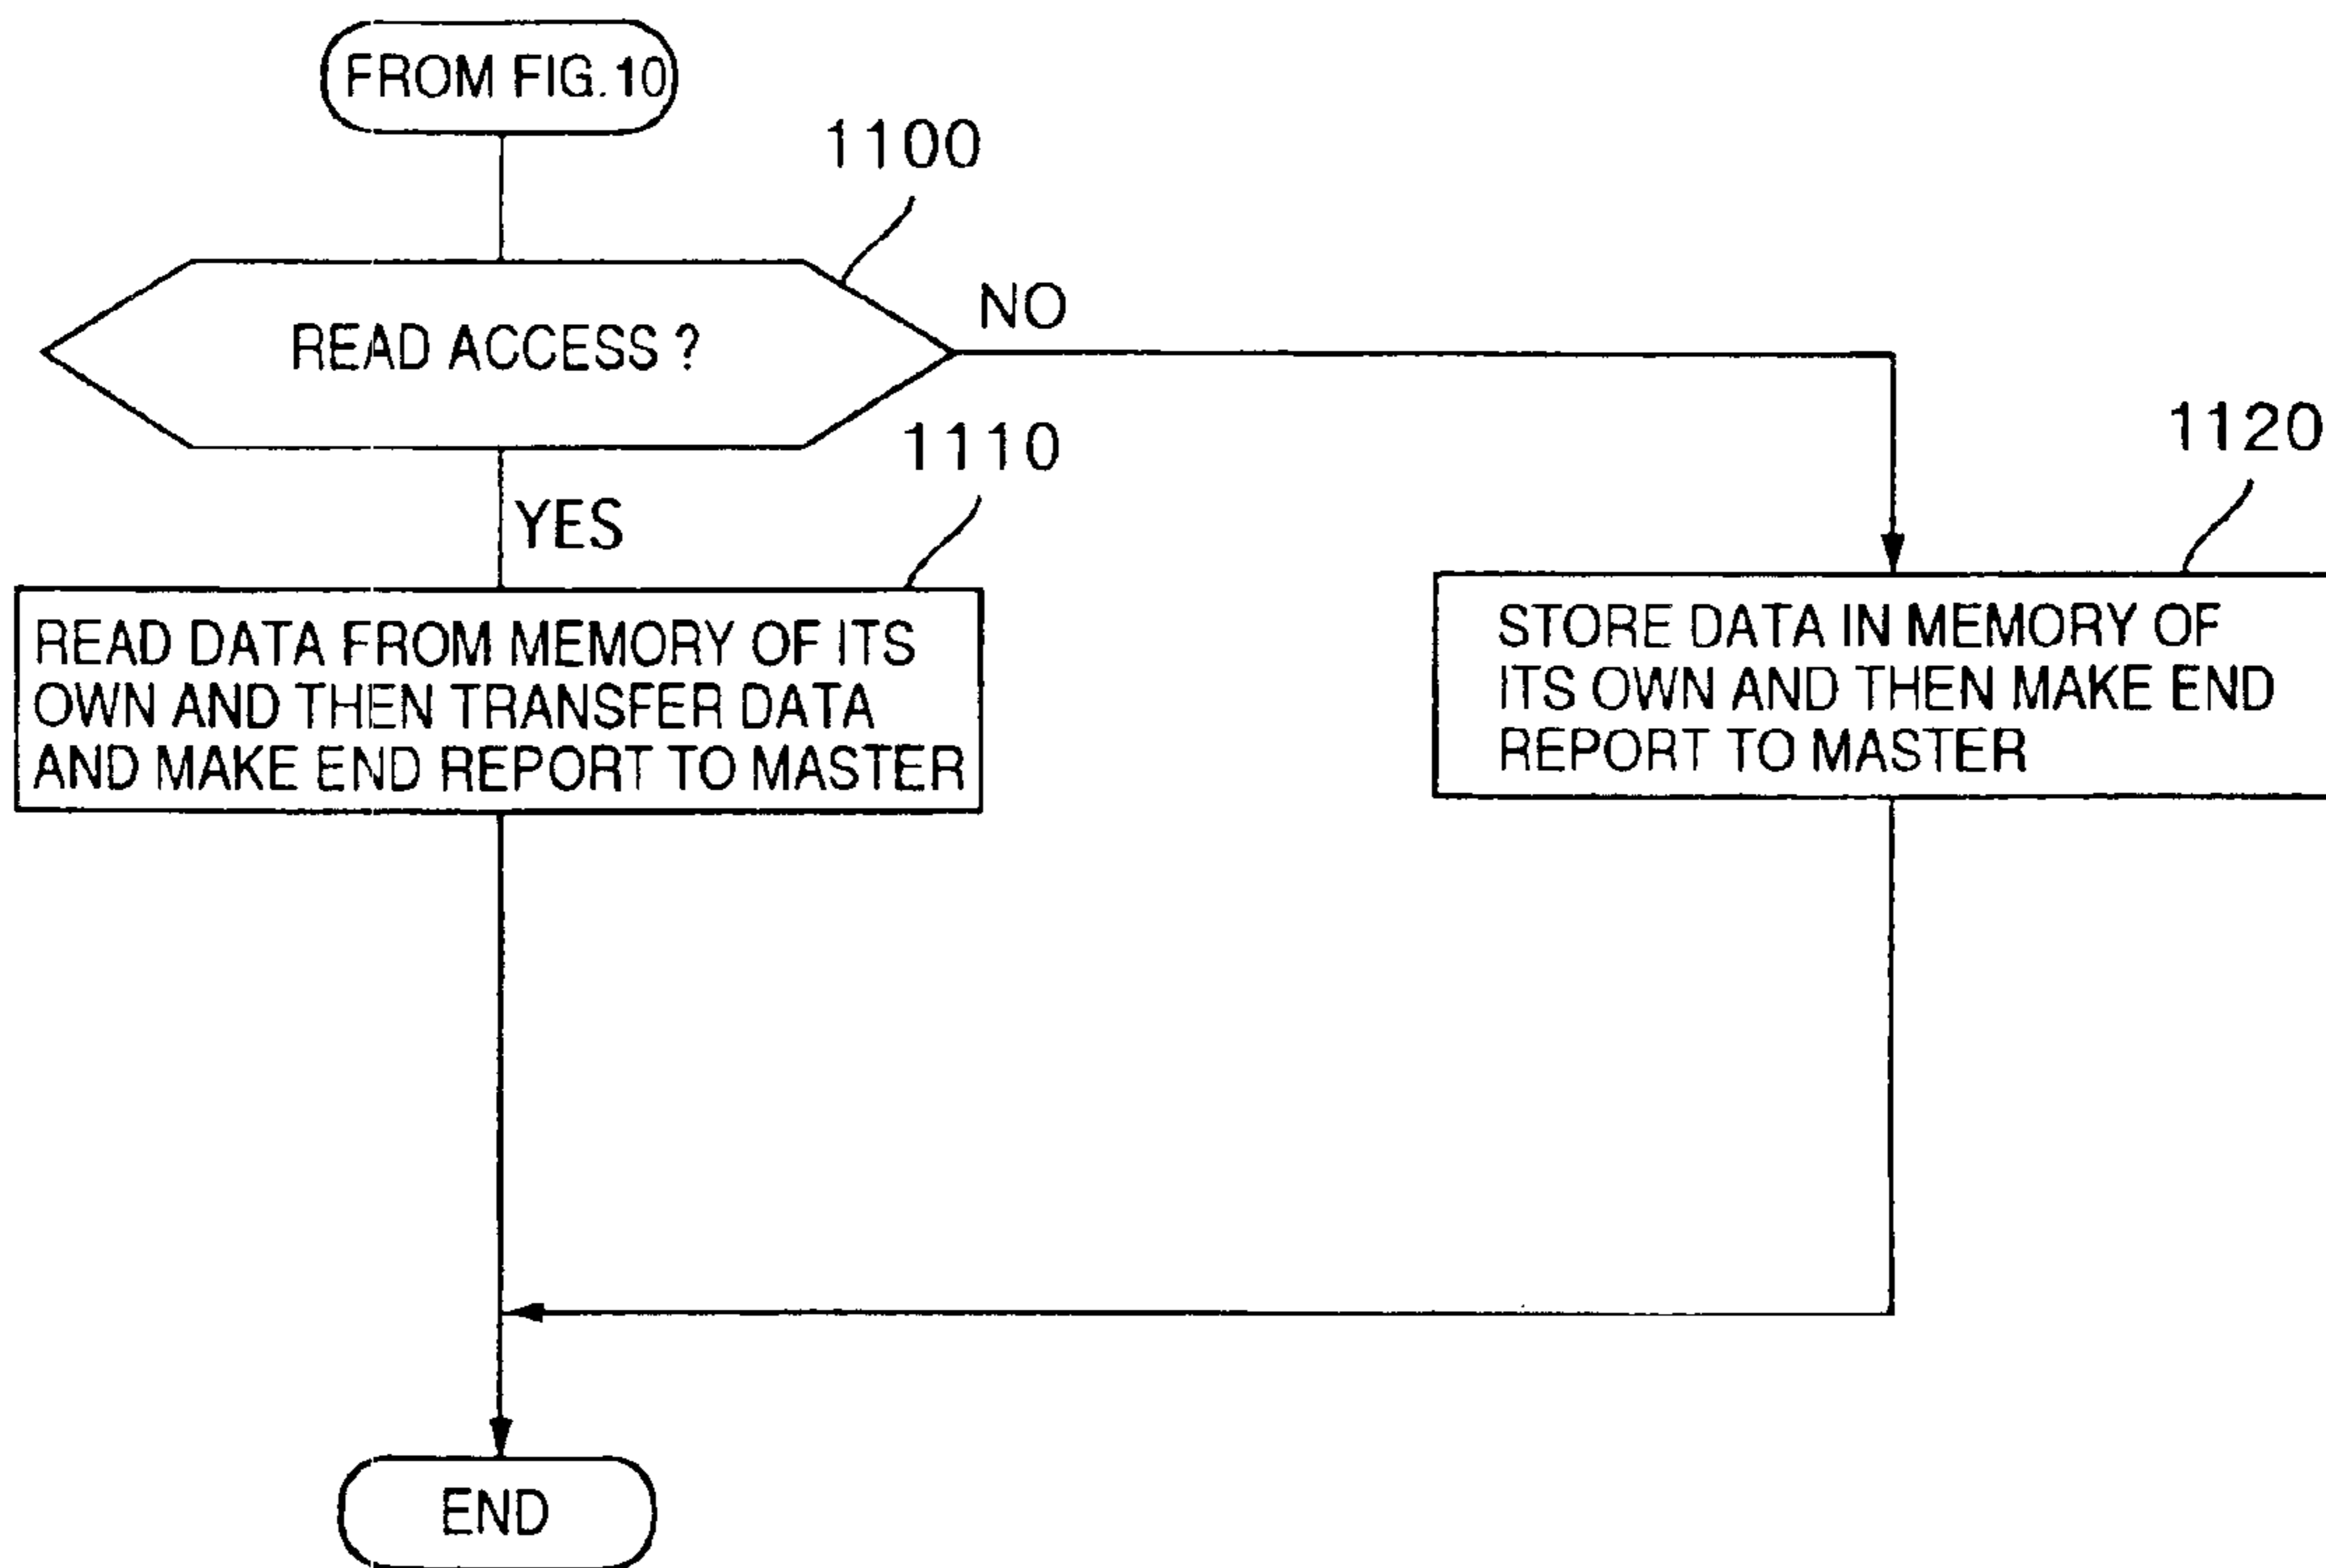 FROM FIG. 10
1100
READ ACCESS ?
NO
1110
YES
1120
READ DATA FROM MEMORY OF ITS
OWN AND THEN TRANSFER DATA
AND MAKE END REPORT TO MASTER
STORE DATA IN MEMORY OF
ITS OWN AND THEN MAKE END
REPORT TO MASTER
END